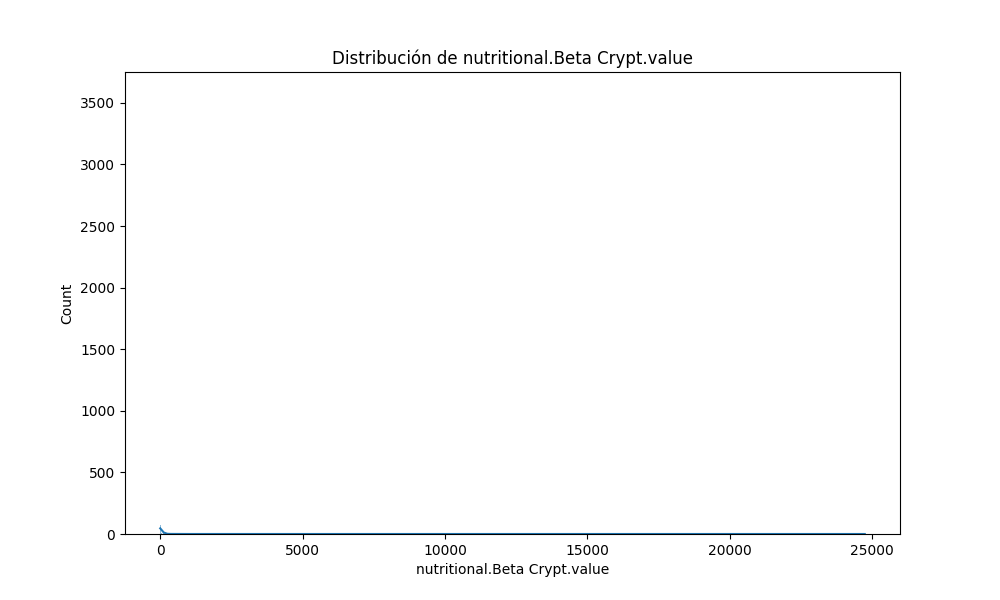 Distribución de nutritional.Beta Crypt.value
3500
3000
2500
2000
1500
1000
500
0
Count
0 5000 10000 15000 20000 25000
nutritional.Beta Crypt.value